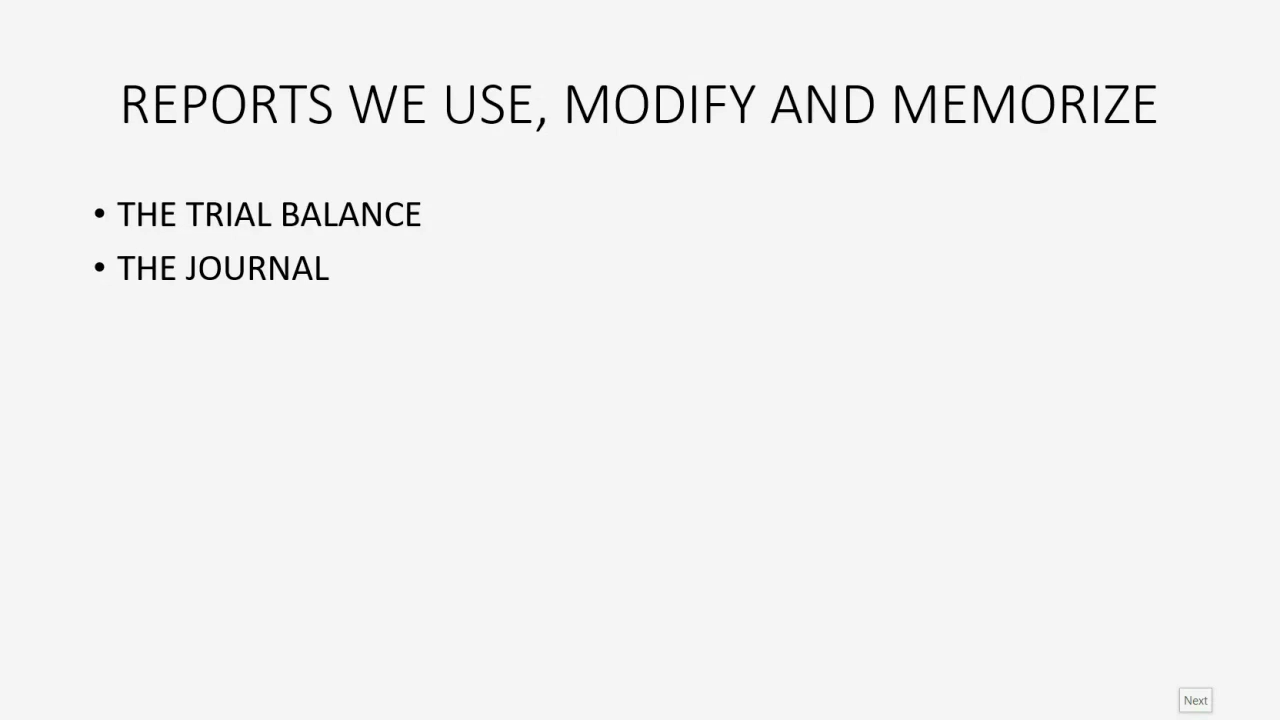 REPORTS WE USE, MODIFY AND MEMORIZE
• THE TRIAL BALANCE
• THE JOURNAL
Next